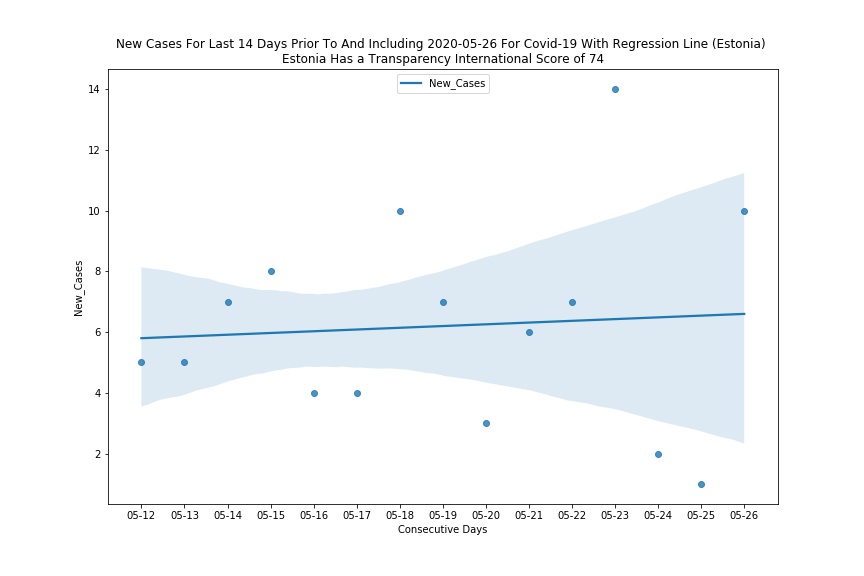 New Cases For Last 14 Days Prior To And Including 2020-05-26 For Covid-19 With Regression Line (Estonia)
Estonia Has a Transparency International Score of 74
New_Cases
14
12
10
8
6
4
2
New_Cases
05-12 05-13 05-14 05-15 05-16 05-17 05-18 05-19 05-20 05-21 05-22 05-23 05-24 05-25 05-26
Consecutive Days